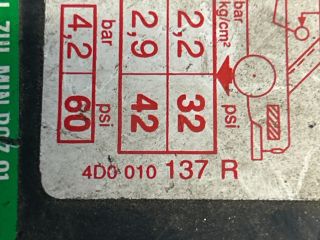 bar
kg/cm² psi
2,2 32
2,9 42
bar psi
4,2 60
4D0 010 137 R